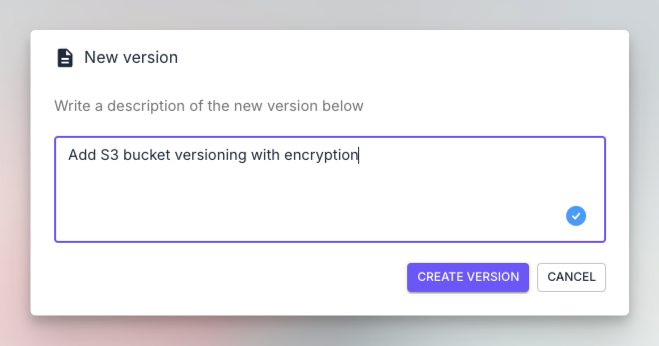 New version
Write a description of the new version below
Add S3 bucket versioning with encryption
CREATE VERSION
CANCEL